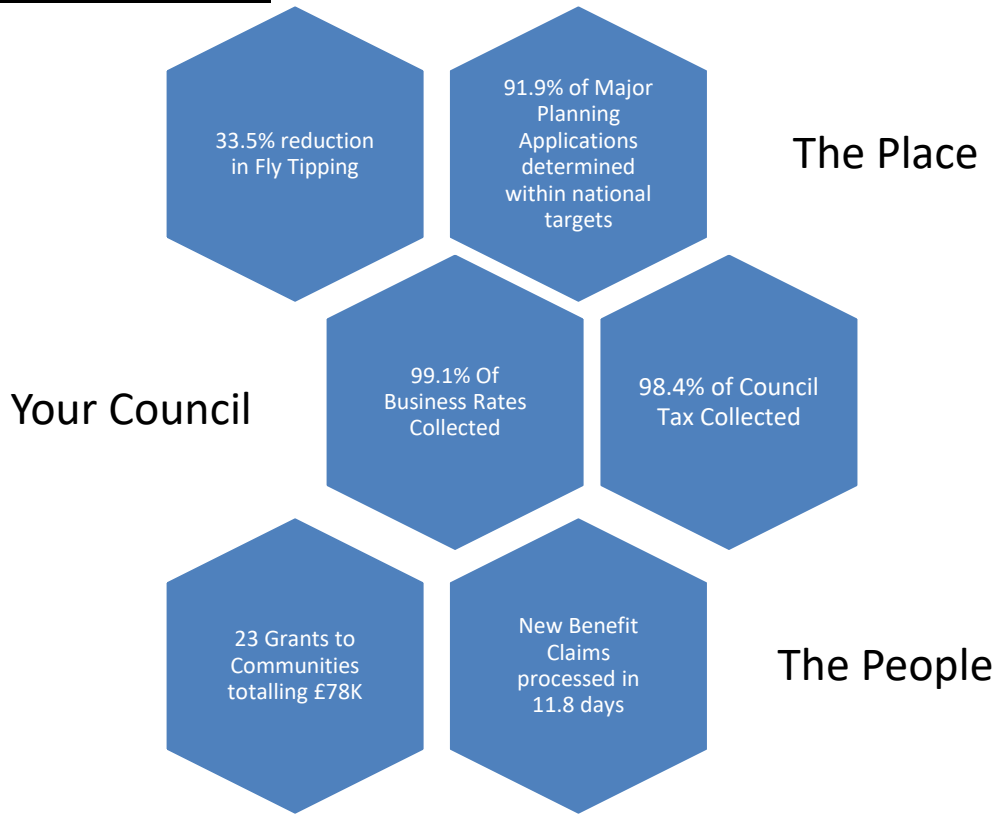 33.5% reduction
in Fly Tipping
91.9% of Major
Planning
Applications
determined
within national
targets
The Place
Your Council
99.1% Of
Business Rates
Collected
98.4% of Council
Tax Collected
23 Grants to
Communities
totalling £78K
New Benefit
Claims
processed in
11.8 days
The People